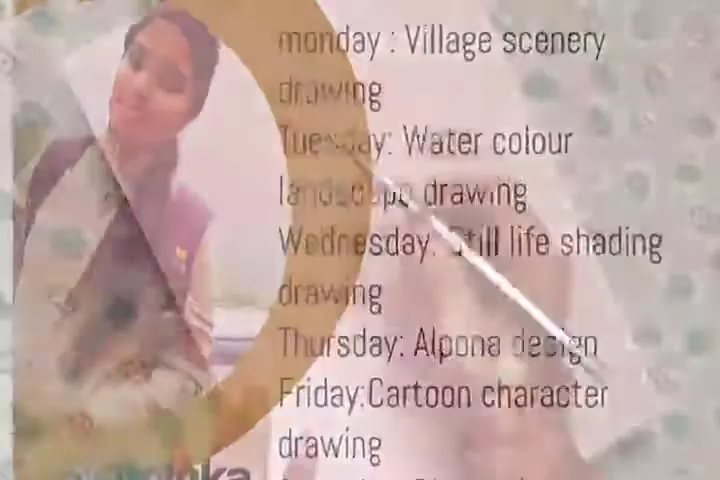 monday : Village scenery
drawing
Tuesday: Water colour
landscape drawing
Wednesday: Still life shading
drawing
Thursday: Alpona design
Friday:Cartoon character
drawing